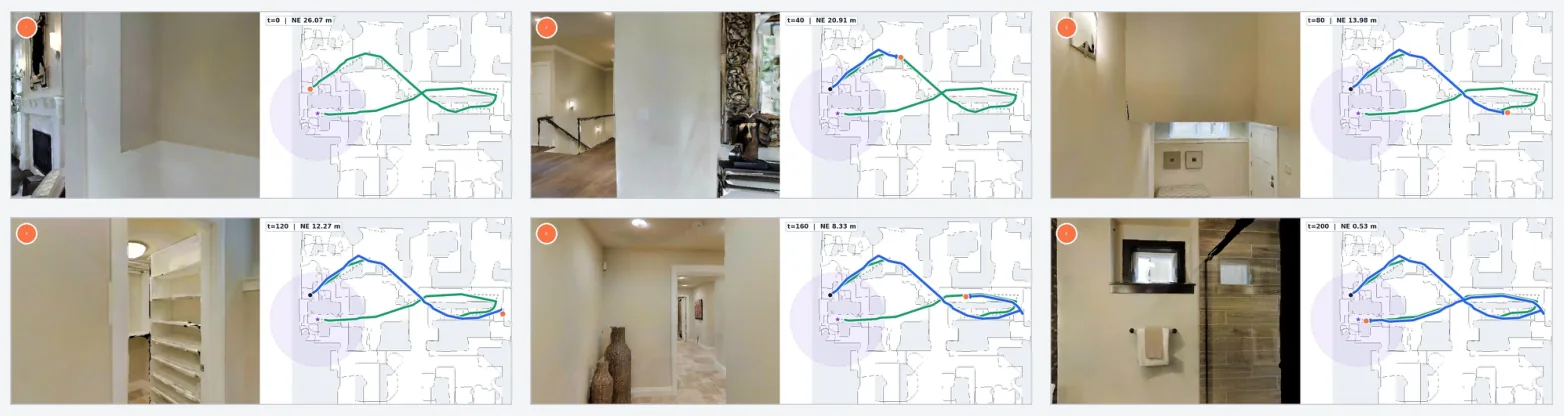 t=0 | NE 26.07 m
t=40 | NE 20.91 m
t=80 | NE 13.98 m
t=120 | NE 12.27 m
t=160 | NE 8.33 m
t=200 | NE 0.53 m